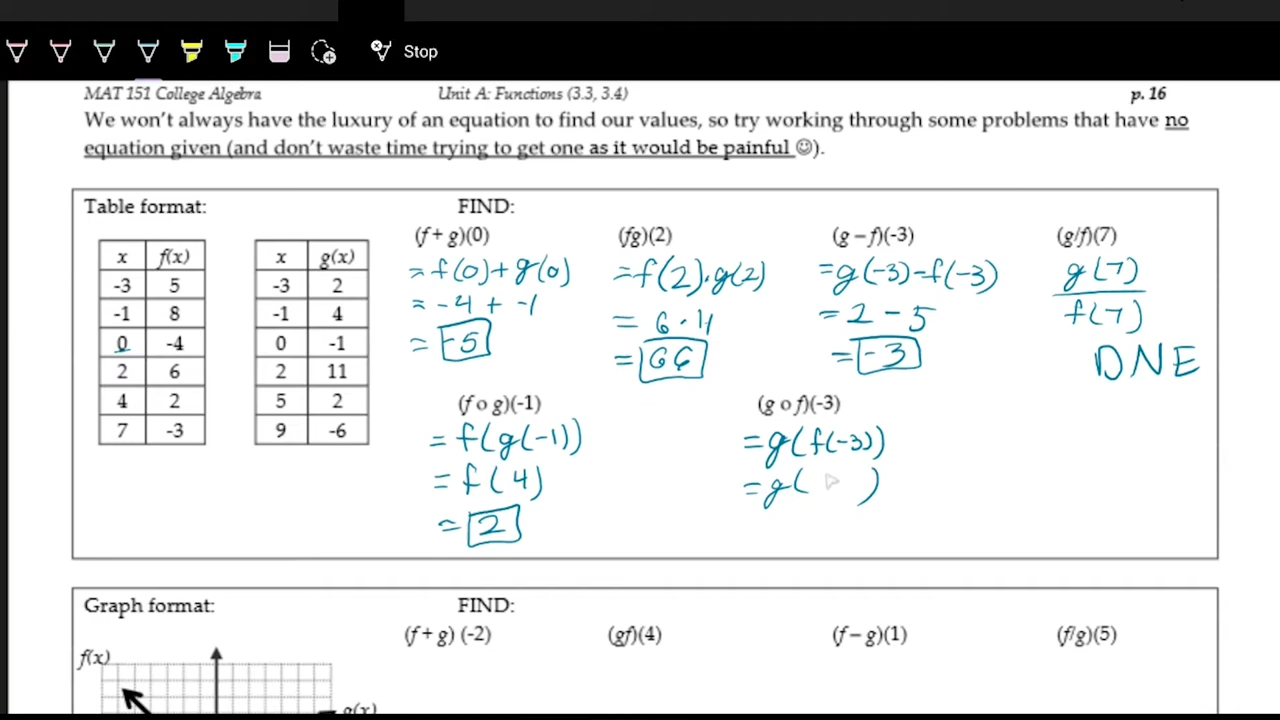 Stop
MAT 151 College Algebra Unit A: Functions (3.3, 3.4) p. 16
We won't always have the luxury of an equation to find our values, so try working through some problems that have no
equation given (and don't waste time trying to get one as it would be painful ☺).
Table format: FIND:
(f + g)(0) (fg)(2) (g – f)(-3) (g/f)(7)
x f(x) x g(x)
-3 5 -3 2
-1 8 -1 4
0 -4 0 -1
2 6 2 11
4 2 5 2
7 -3 9 -6
= f(0) + g(0)
= -4 + -1
= -5
= f(2) · g(2)
= 6 · 11
= 66
= g(-3) - f(-3)
= 2 - 5
= -3
g(7)
f(7)
DNE
(f o g)(-1) (g o f)(-3)
= f(g(-1))
= f(4)
= 2
= g(f(-3))
= g( )
Graph format: FIND:
(f + g) (-2) (gf)(4) (f – g)(1) (f/g)(5)
f(x)
g(x)